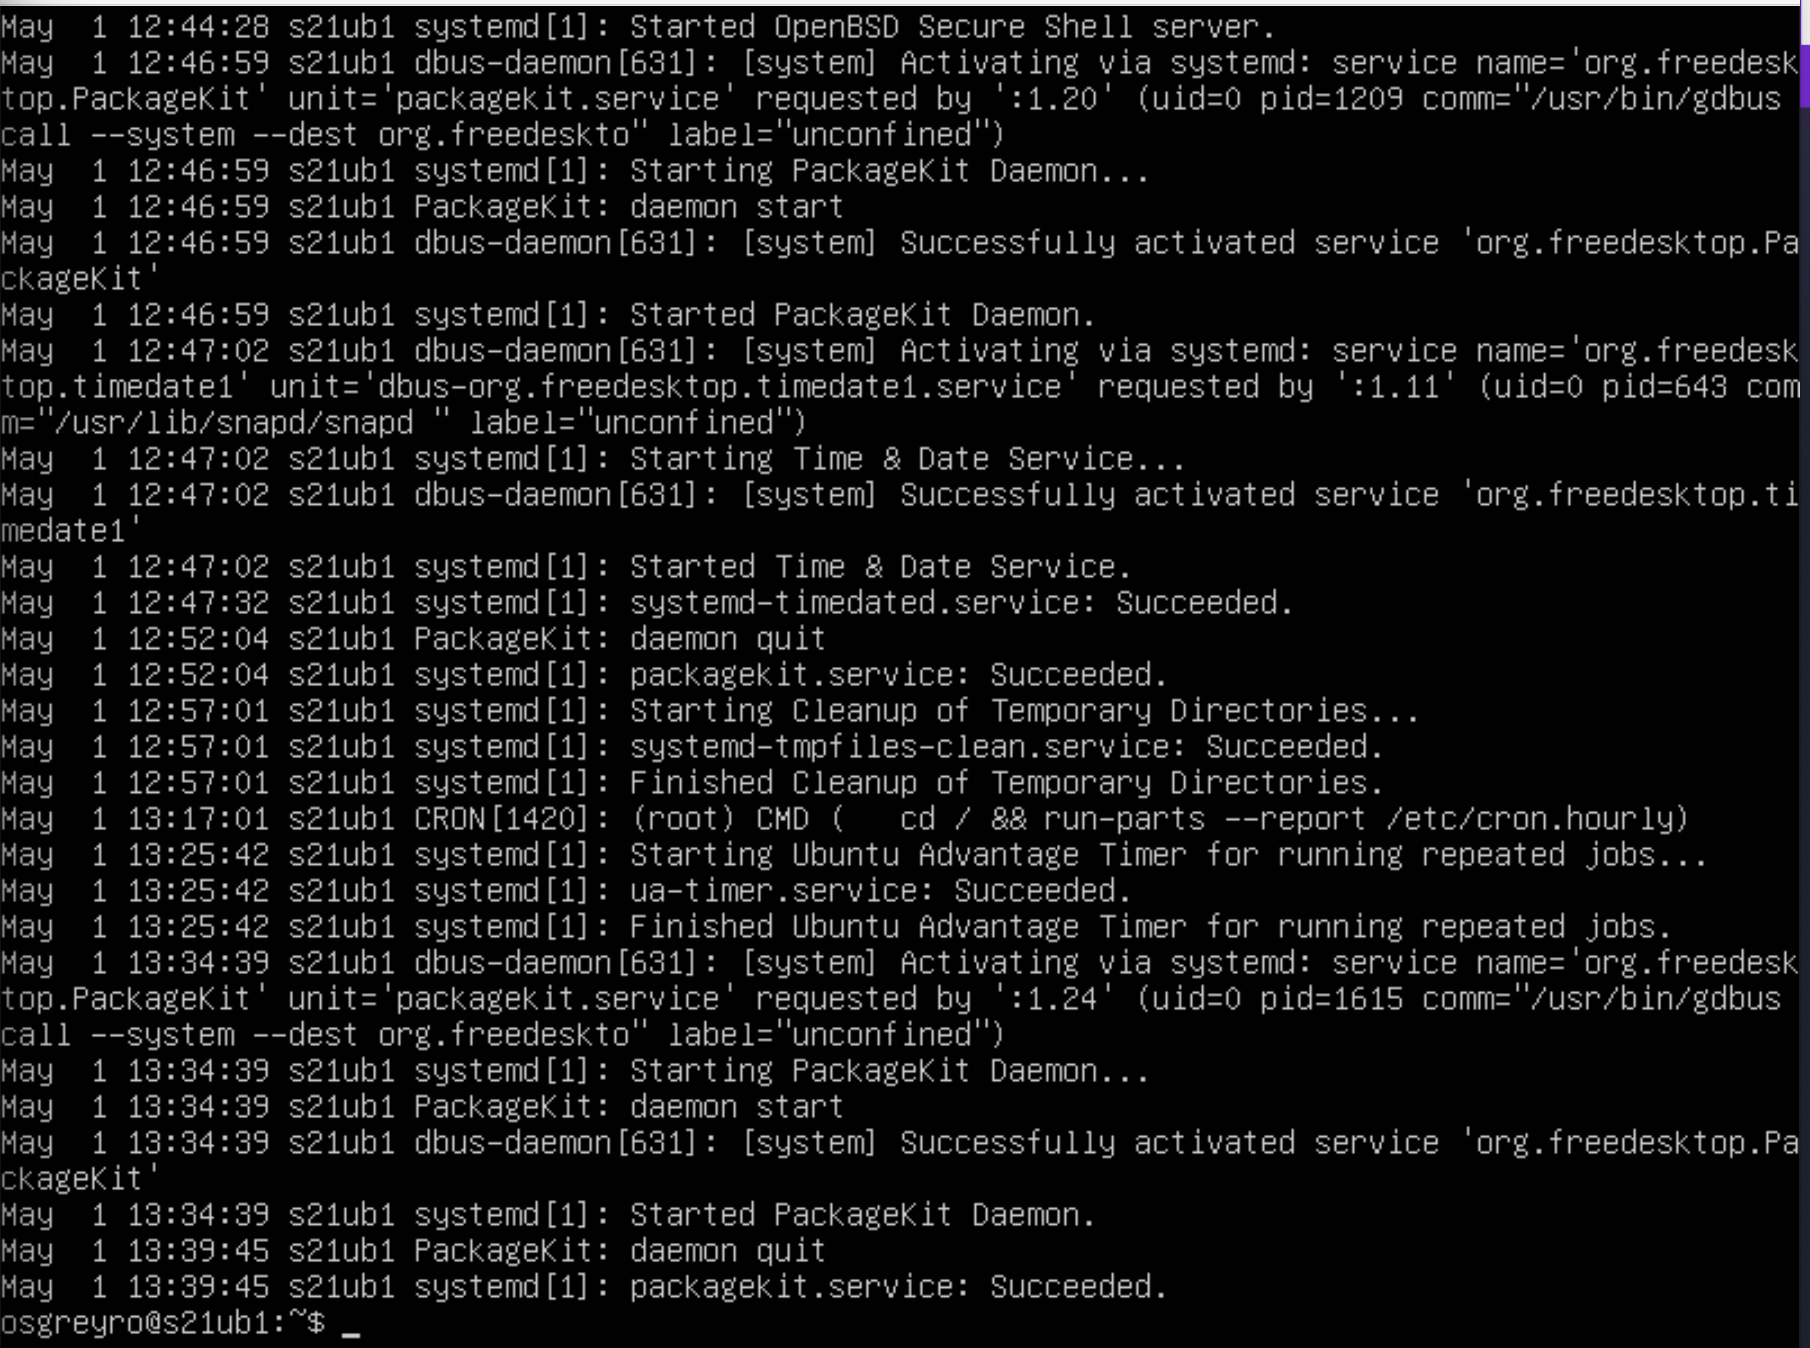 May  1 12:44:28 s21ub1 systemd[1]: Started OpenBSD Secure Shell server.
May  1 12:46:59 s21ub1 dbus-daemon[631]: [system] Activating via systemd: service name='org.freedesk
top.PackageKit' unit='packagekit.service' requested by ':1.20' (uid=0 pid=1209 comm="/usr/bin/gdbus
call --system --dest org.freedeskto" label="unconfined")
May  1 12:46:59 s21ub1 systemd[1]: Starting PackageKit Daemon...
May  1 12:46:59 s21ub1 PackageKit: daemon start
May  1 12:46:59 s21ub1 dbus-daemon[631]: [system] Successfully activated service 'org.freedesktop.Pa
ckageKit'
May  1 12:46:59 s21ub1 systemd[1]: Started PackageKit Daemon.
May  1 12:47:02 s21ub1 dbus-daemon[631]: [system] Activating via systemd: service name='org.freedesk
top.timedate1' unit='dbus-org.freedesktop.timedate1.service' requested by ':1.11' (uid=0 pid=643 com
m="/usr/lib/snapd/snapd " label="unconfined")
May  1 12:47:02 s21ub1 systemd[1]: Starting Time & Date Service...
May  1 12:47:02 s21ub1 dbus-daemon[631]: [system] Successfully activated service 'org.freedesktop.ti
medate1'
May  1 12:47:02 s21ub1 systemd[1]: Started Time & Date Service.
May  1 12:47:32 s21ub1 systemd[1]: systemd-timedated.service: Succeeded.
May  1 12:52:04 s21ub1 PackageKit: daemon quit
May  1 12:52:04 s21ub1 systemd[1]: packagekit.service: Succeeded.
May  1 12:57:01 s21ub1 systemd[1]: Starting Cleanup of Temporary Directories...
May  1 12:57:01 s21ub1 systemd[1]: systemd-tmpfiles-clean.service: Succeeded.
May  1 12:57:01 s21ub1 systemd[1]: Finished Cleanup of Temporary Directories.
May  1 13:17:01 s21ub1 CRON[1420]: (root) CMD (   cd / && run-parts --report /etc/cron.hourly)
May  1 13:25:42 s21ub1 systemd[1]: Starting Ubuntu Advantage Timer for running repeated jobs...
May  1 13:25:42 s21ub1 systemd[1]: ua-timer.service: Succeeded.
May  1 13:25:42 s21ub1 systemd[1]: Finished Ubuntu Advantage Timer for running repeated jobs.
May  1 13:34:39 s21ub1 dbus-daemon[631]: [system] Activating via systemd: service name='org.freedesk
top.PackageKit' unit='packagekit.service' requested by ':1.24' (uid=0 pid=1615 comm="/usr/bin/gdbus
call --system --dest org.freedeskto" label="unconfined")
May  1 13:34:39 s21ub1 systemd[1]: Starting PackageKit Daemon...
May  1 13:34:39 s21ub1 PackageKit: daemon start
May  1 13:34:39 s21ub1 dbus-daemon[631]: [system] Successfully activated service 'org.freedesktop.Pa
ckageKit'
May  1 13:34:39 s21ub1 systemd[1]: Started PackageKit Daemon.
May  1 13:39:45 s21ub1 PackageKit: daemon quit
May  1 13:39:45 s21ub1 systemd[1]: packagekit.service: Succeeded.
osgreyro@s21ub1:~$ _